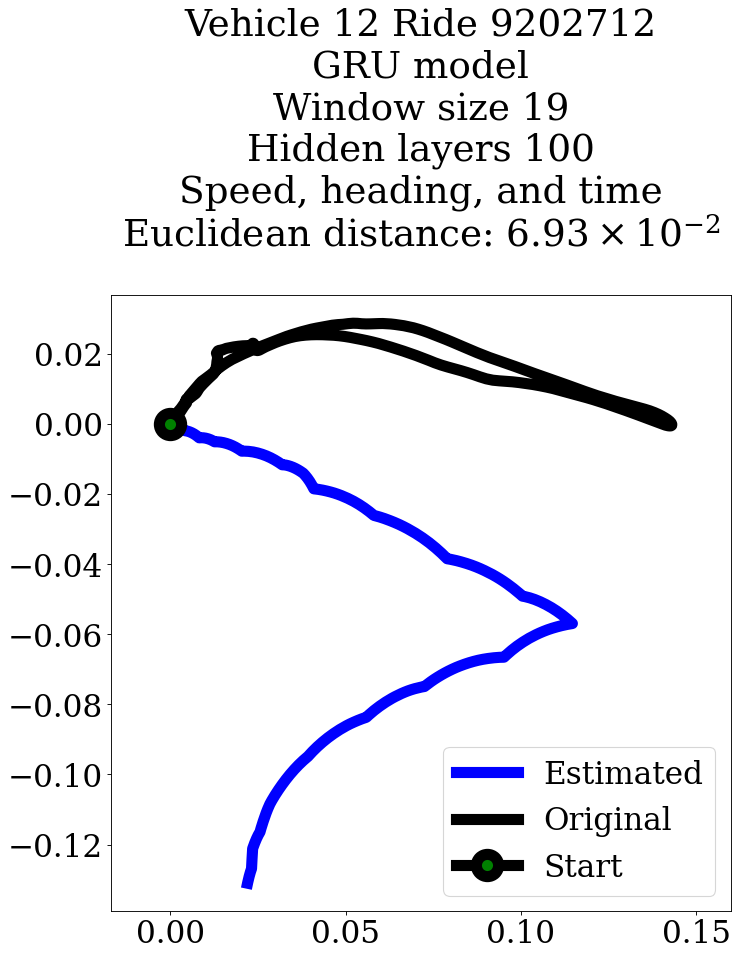 Vehicle 12 Ride 9202712
GRU model
Window size 19
Hidden layers 100
Speed, heading, and time
Euclidean distance: 6.93 × 10⁻²
0.02
0.00
−0.02
−0.04
−0.06
−0.08
−0.10
−0.12
Estimated
Original
Start
0.00 0.05 0.10 0.15